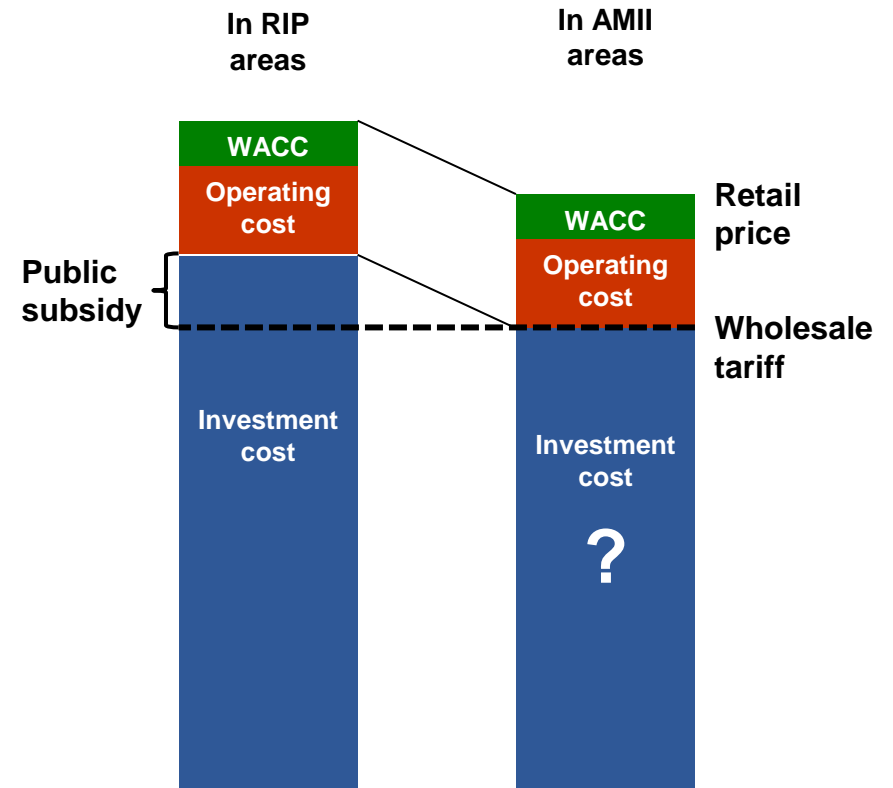 In RIP
areas
In AMII
areas
WACC
Operating
cost
WACC
Operating
cost
Retail
price
Public
subsidy
Wholesale
tariff
Investment
cost
Investment
cost
?